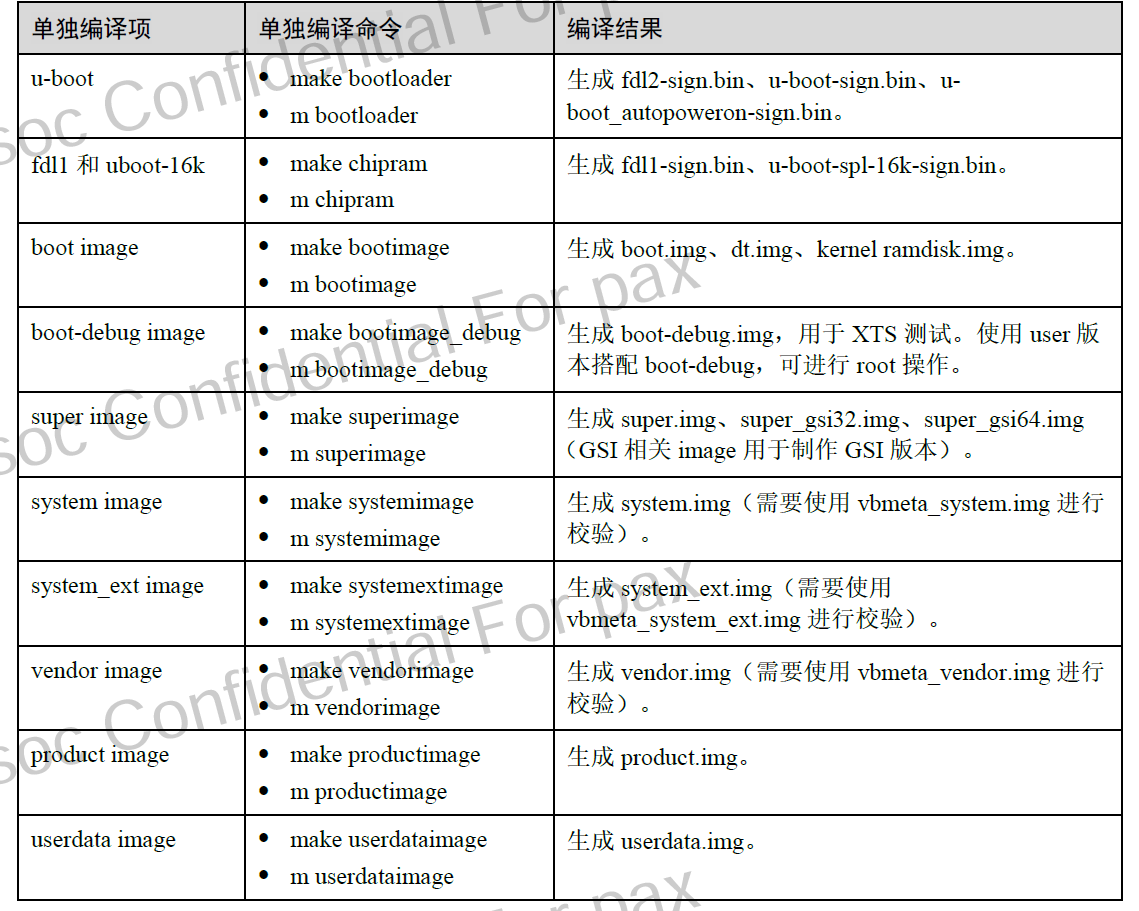 单独编译项 单独编译命令 编译结果
u-boot
• make bootloader
• m bootloader
生成 fdl2-sign.bin、u-boot-sign.bin、u-
boot_autopoweron-sign.bin。
fdl1 和 uboot-16k
• make chipram
• m chipram
生成 fdl1-sign.bin、u-boot-spl-16k-sign.bin。
boot image
• make bootimage
• m bootimage
生成 boot.img、dt.img、kernel ramdisk.img。
boot-debug image
• make bootimage_debug
• m bootimage_debug
生成 boot-debug.img，用于 XTS 测试。使用 user 版
本搭配 boot-debug，可进行 root 操作。
super image
• make superimage
• m superimage
生成 super.img、super_gsi32.img、super_gsi64.img
（GSI 相关 image 用于制作 GSI 版本）。
system image
• make systemimage
• m systemimage
生成 system.img（需要使用 vbmeta_system.img 进行
校验）。
system_ext image
• make systemextimage
• m systemextimage
生成 system_ext.img（需要使用
vbmeta_system_ext.img 进行校验）。
vendor image
• make vendorimage
• m vendorimage
生成 vendor.img（需要使用 vbmeta_vendor.img 进行
校验）。
product image
• make productimage
• m productimage
生成 product.img。
userdata image
• make userdataimage
• m userdataimage
生成 userdata.img。
soc Confidential For
soc Confidential For pax
soc Confidential For pax
pax